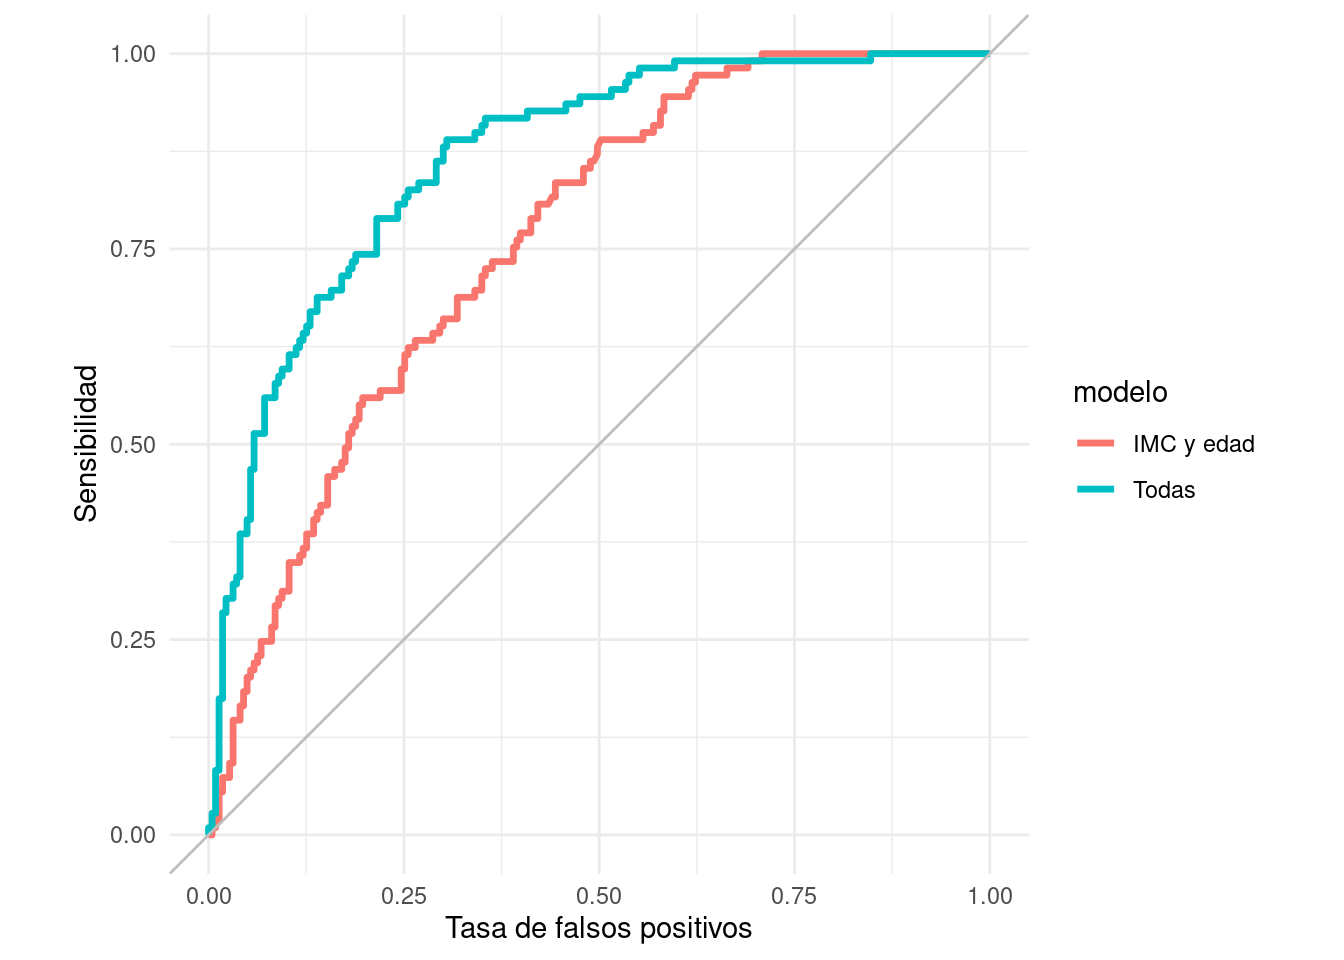 1.00
0.75
0.50
0.25
0.00
Sensibilidad
0.00 0.25 0.50 0.75 1.00
Tasa de falsos positivos
modelo
IMC y edad
Todas